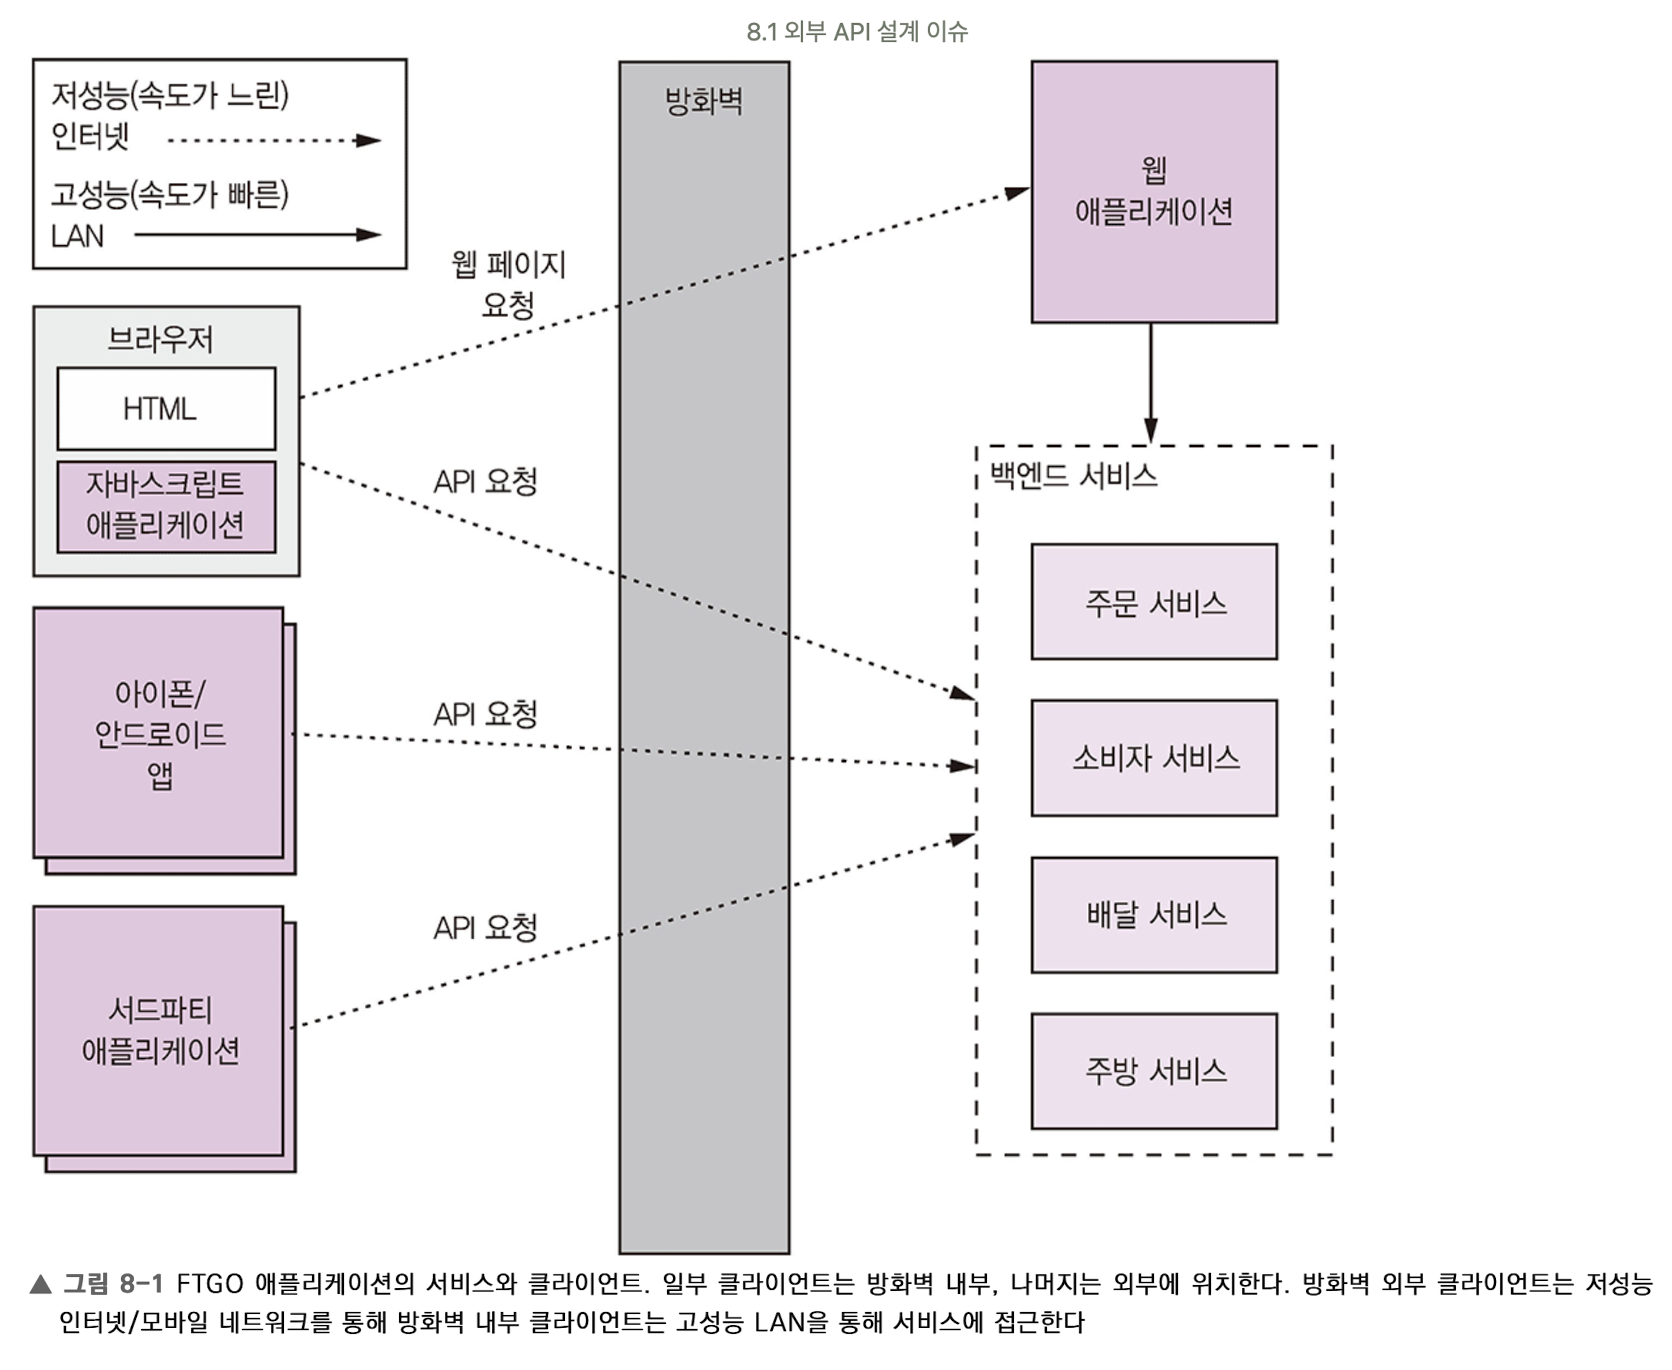 8.1 외부 API 설계 이슈
저성능(속도가 느린)
인터넷
고성능(속도가 빠른)
LAN
방화벽
웹
애플리케이션
웹 페이지
요청
브라우저
HTML
자바스크립트
애플리케이션
API 요청
백엔드 서비스
주문 서비스
아이폰/
안드로이드
앱
API 요청
소비자 서비스
배달 서비스
API 요청
서드파티
애플리케이션
주방 서비스
▲ 그림 8-1 FTGO 애플리케이션의 서비스와 클라이언트. 일부 클라이언트는 방화벽 내부, 나머지는 외부에 위치한다. 방화벽 외부 클라이언트는 저성능
인터넷/모바일 네트워크를 통해 방화벽 내부 클라이언트는 고성능 LAN을 통해 서비스에 접근한다